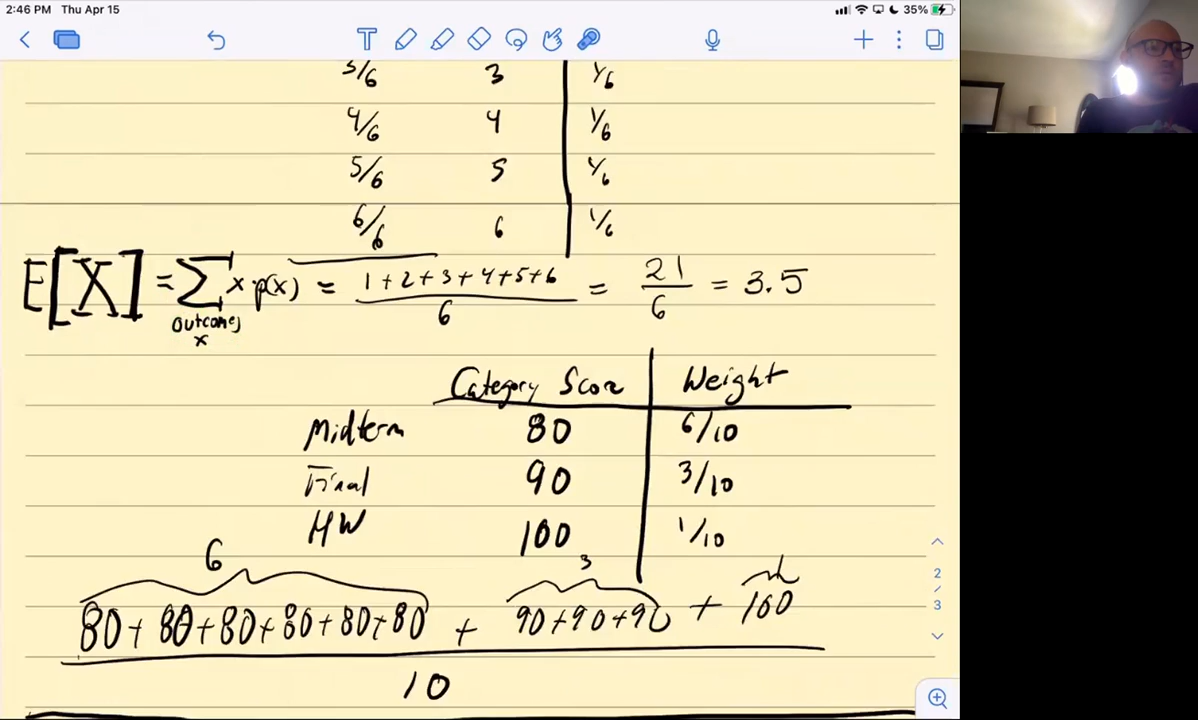 2:46 PM Thu Apr 15 35%
3/6 3 1/6
4/6 4 1/6
5/6 5 1/6
6/6 6 1/6
E[X] = ∑ x p(x) = 1+2+3+4+5+6 / 6 = 21/6 = 3.5
outcomes
x
Category Score Weight
Midterm 80 6/10
Final 90 3/10
HW 100 1/10
6 3
80+80+80+80+80+80 + 90+90+90 + 100
10
2/3